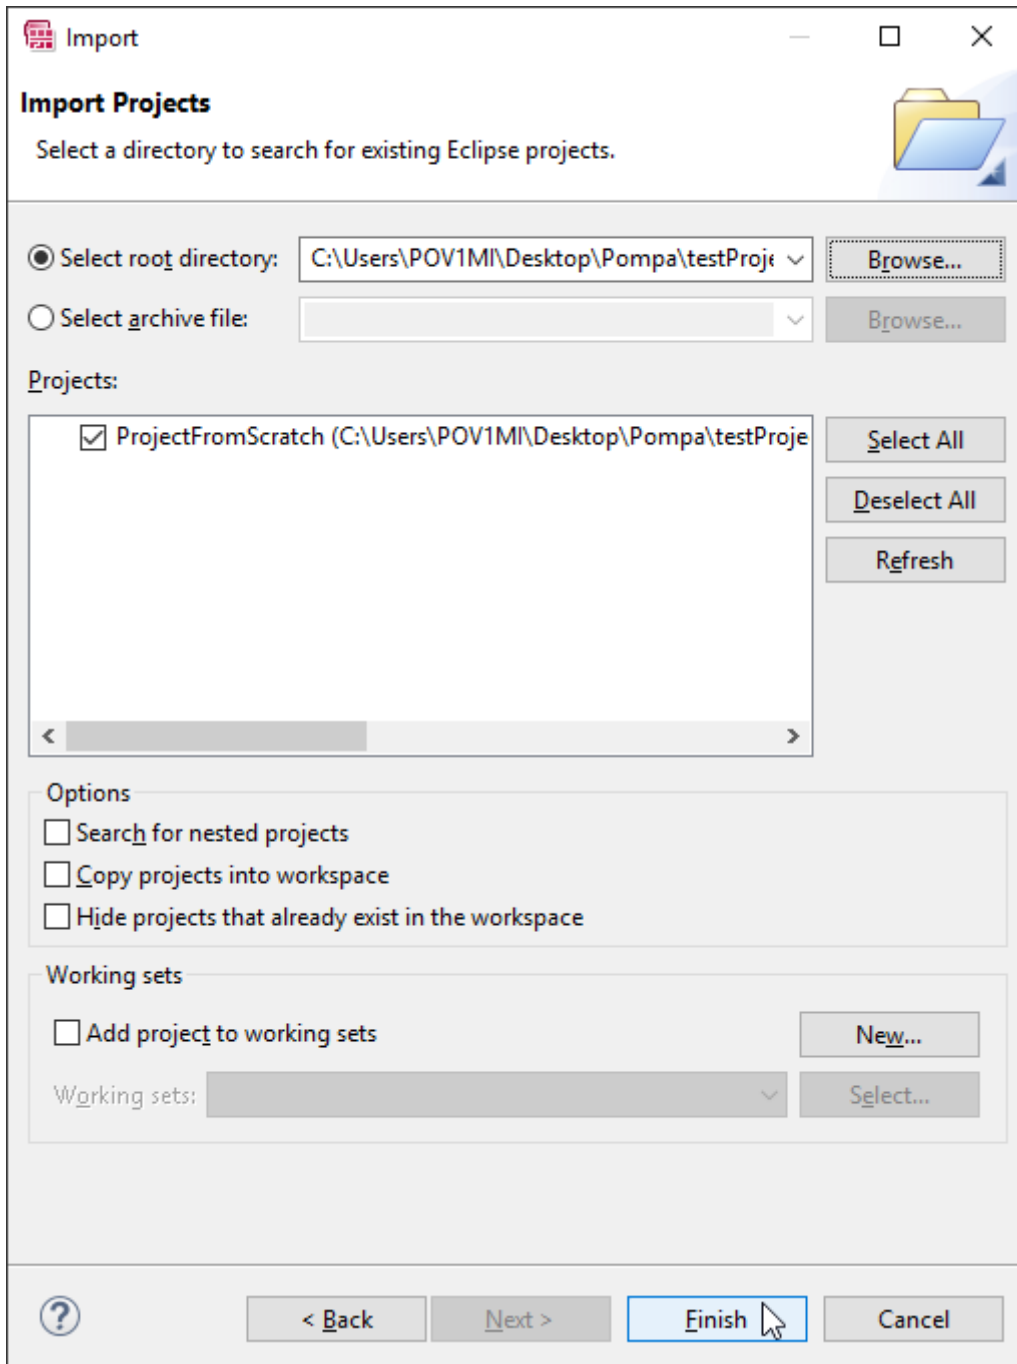 Import
Import Projects
Select a directory to search for existing Eclipse projects.
Select root directory: C:\Users\POV1MI\Desktop\Pompa\testProje Browse...
Select archive file: Browse...
Projects:
ProjectFromScratch (C:\Users\POV1MI\Desktop\Pompa\testProje
Select All
Deselect All
Refresh
Options
Search for nested projects
Copy projects into workspace
Hide projects that already exist in the workspace
Working sets
Add project to working sets New...
Working sets: Select...
? < Back Next > Finish Cancel